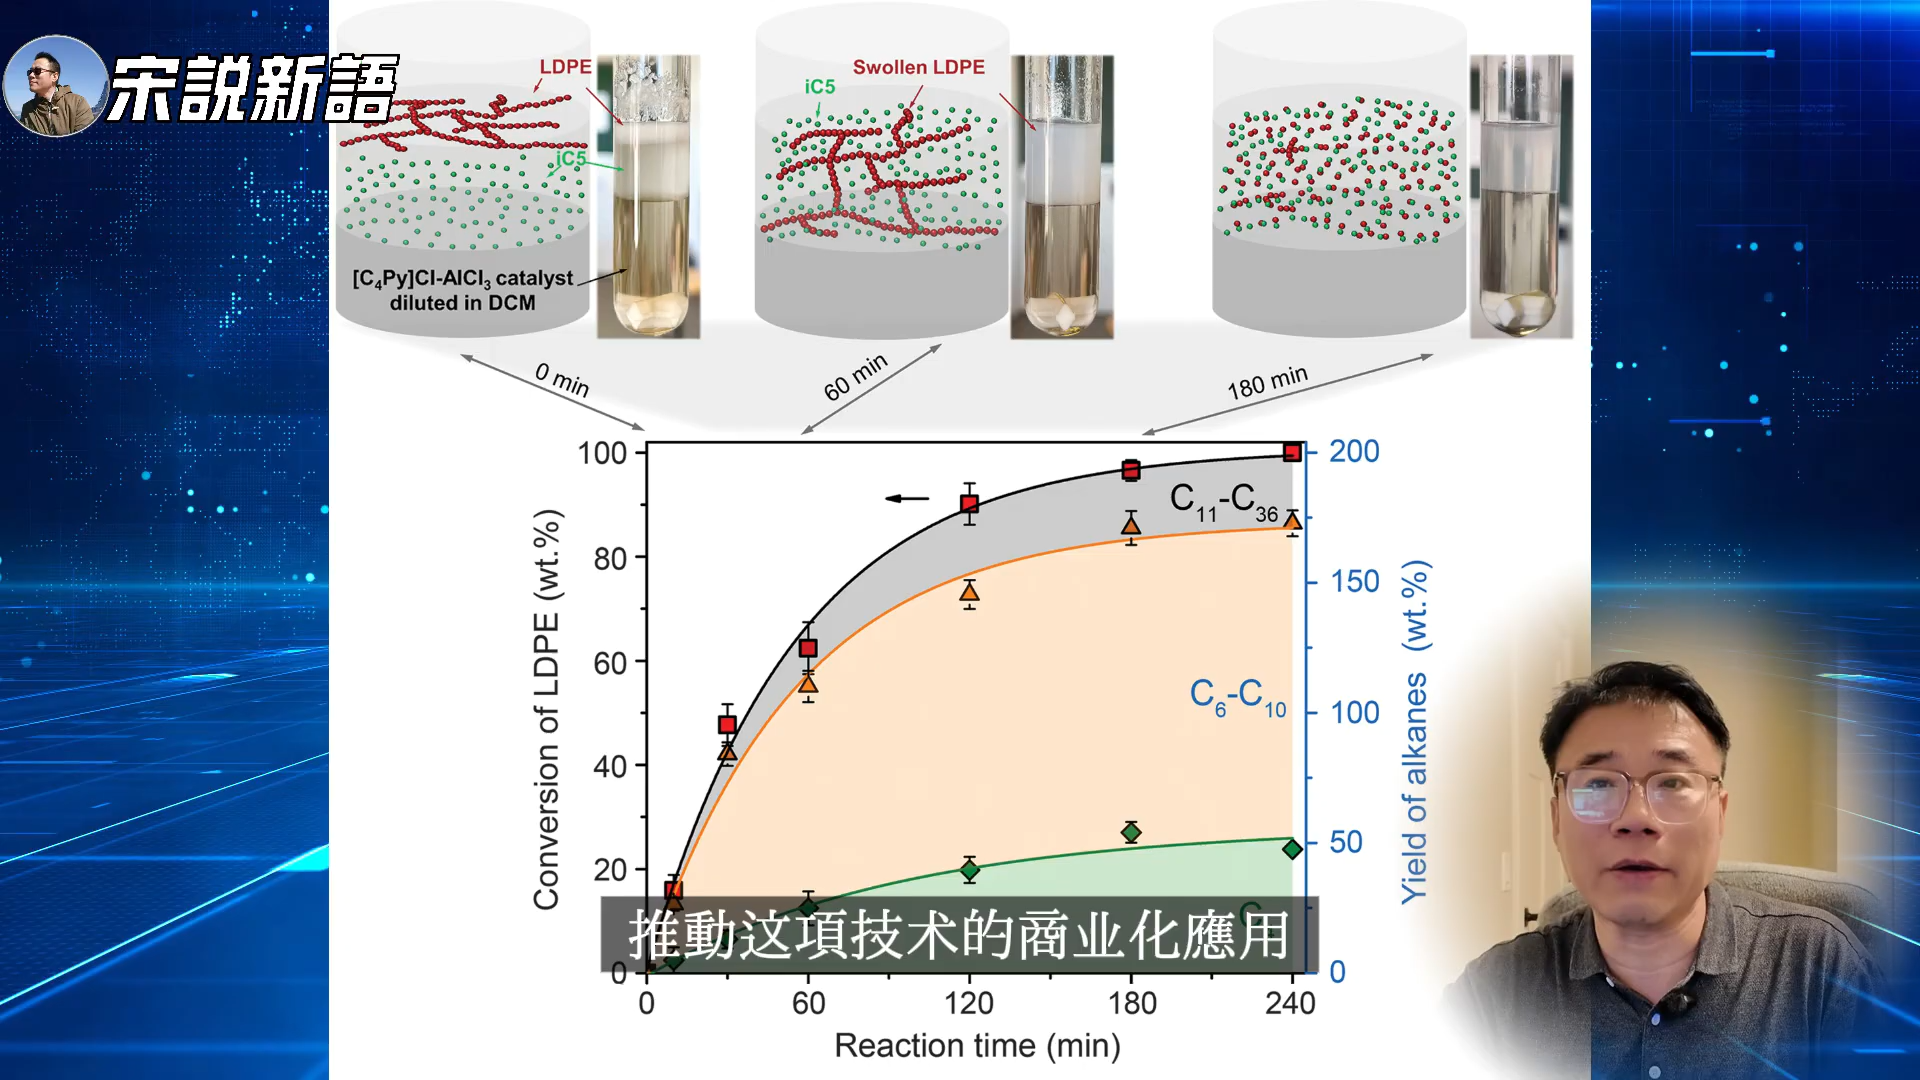 宋説新語
LDPE
iC5
[C₄Py]Cl-AlCl₃ catalyst
diluted in DCM
iC5
Swollen LDPE
0 min
60 min
180 min
Conversion of LDPE (wt.%)
100
80
60
40
20
0
C₁₁-C₃₆
C₆-C₁₀
200
150
100
50
0
Yield of alkanes (wt.%)
0
60
120
180
240
Reaction time (min)
推動这項技术的商业化應用